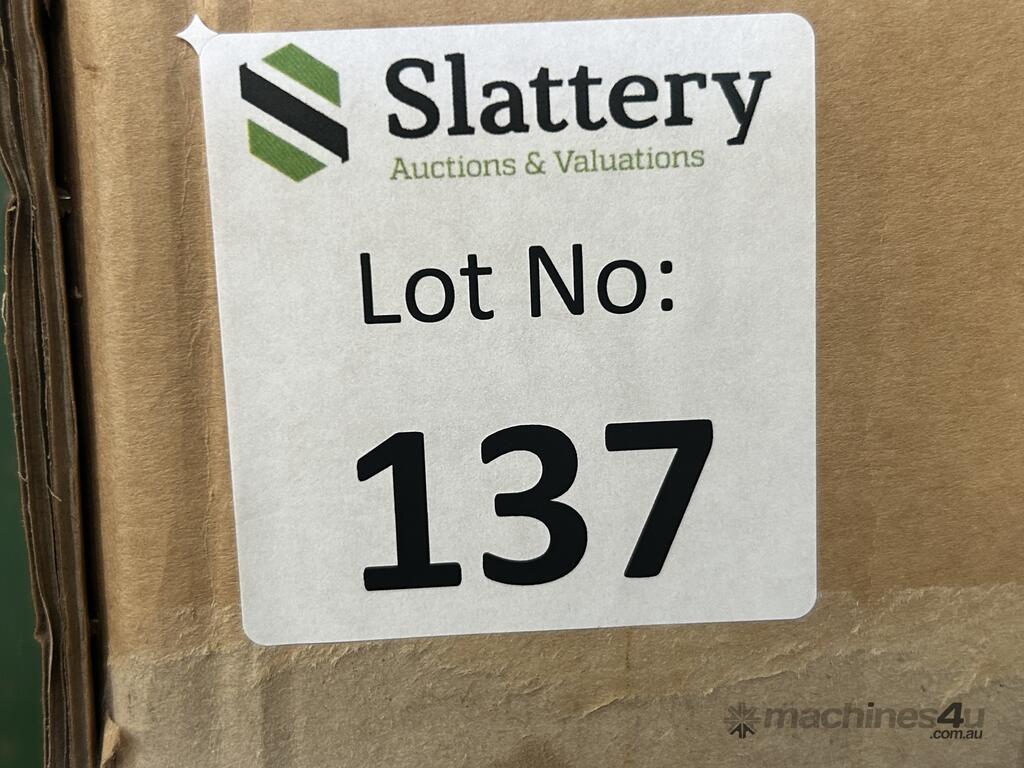 Slattery
Auctions & Valuations
Lot No:
137
machines4u
.com.au